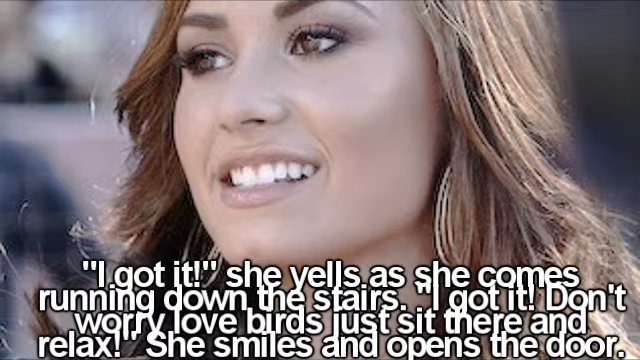 "I got it!" she yells as she comes
running down the stairs. "I got it! Don't
worry love birds just sit there and
relax!" She smiles and opens the door.